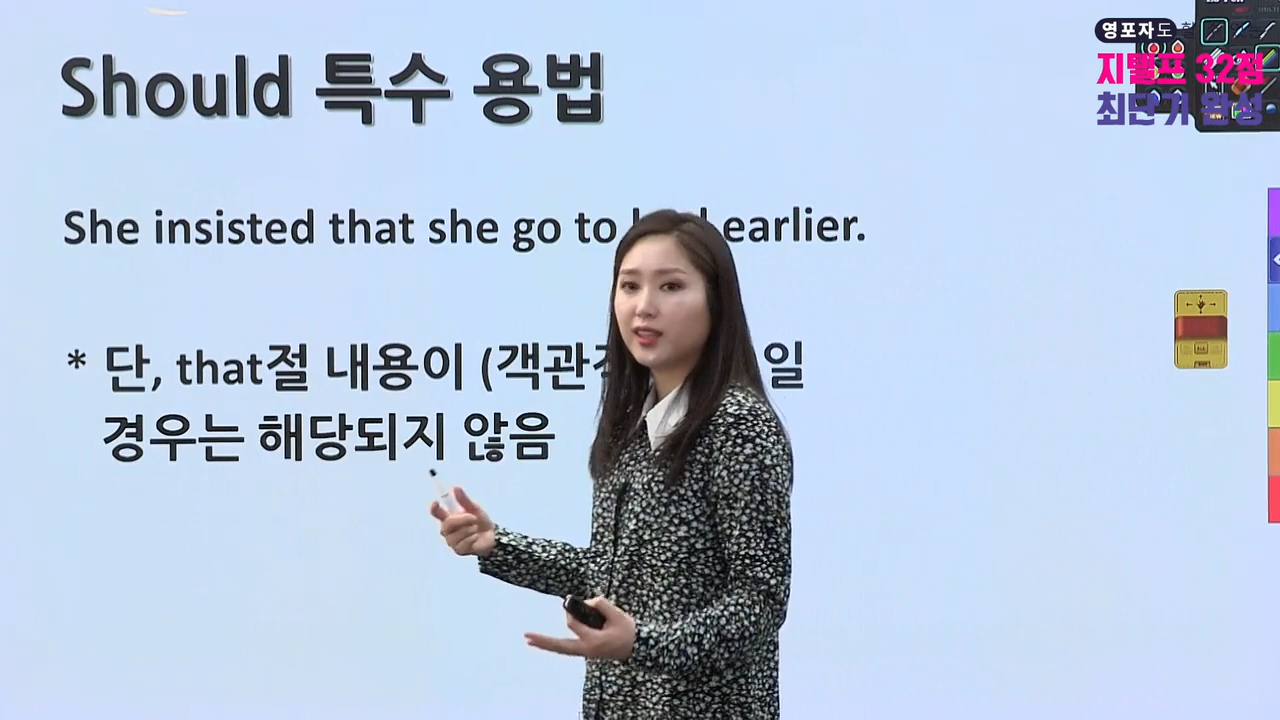 영포자도
지텔프 32점
최단기 완성
Should 특수 용법
She insisted that she go to earlier.
* 단, that절 내용이 (객관 일
경우는 해당되지 않음